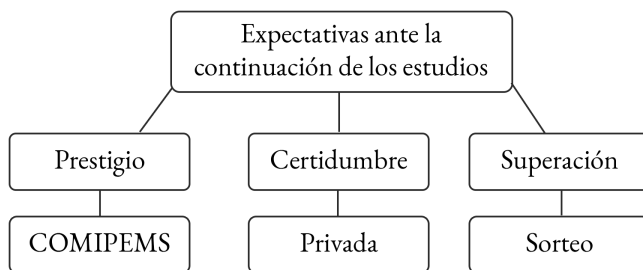 Expectativas ante la
continuación de los estudios
Prestigio
Certidumbre
Superación
COMIPEMS
Privada
Sorteo